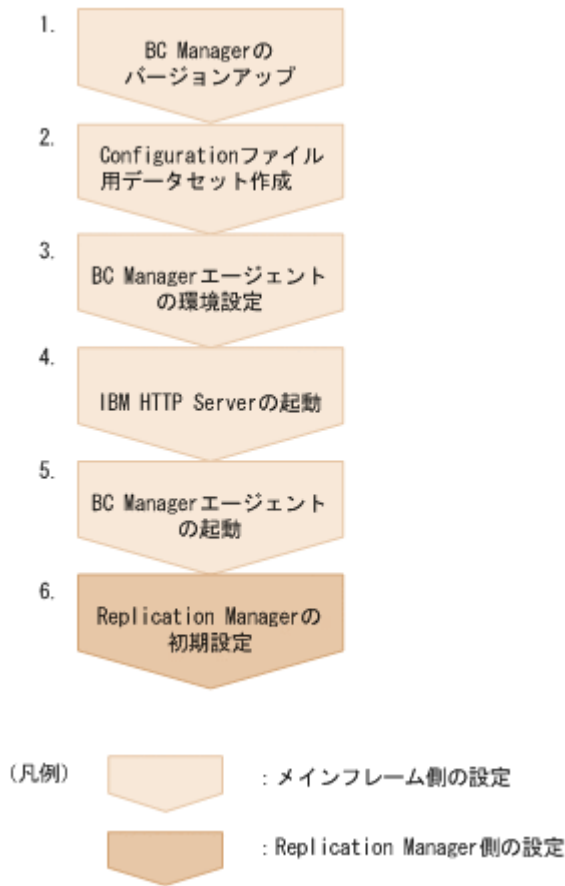 1.
BC Managerの
バージョンアップ
2.
Configurationファイル
用データセット作成
3.
BC Managerエージェント
の環境設定
4.
IBM HTTP Serverの起動
5.
BC Managerエージェント
の起動
6.
Replication Managerの
初期設定
(凡例)
：メインフレーム側の設定
：Replication Manager側の設定